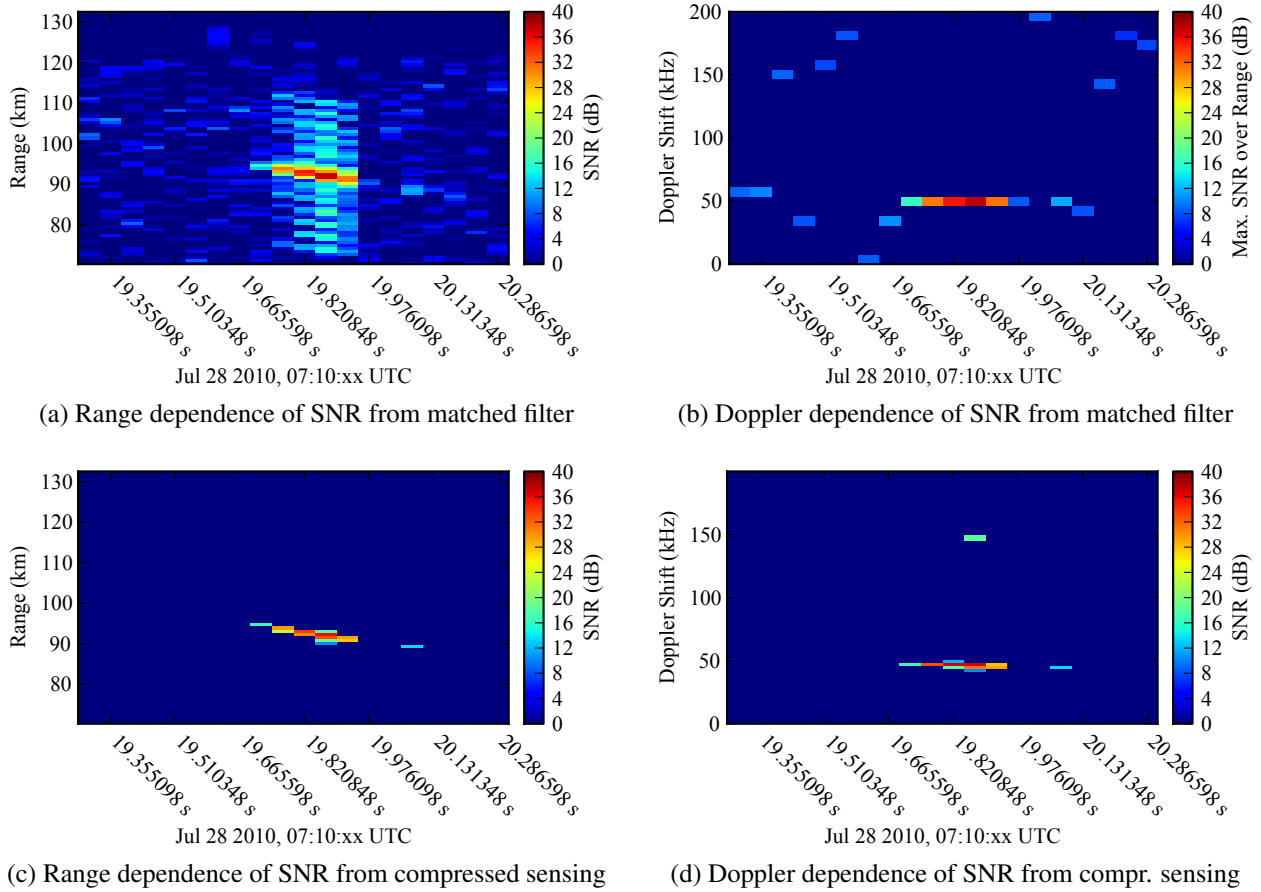 130
120
110
100
90
80
Range (km)
19.355098 s
19.510348 s
19.665598 s
19.820848 s
19.976098 s
20.131348 s
20.286598 s
Jul 28 2010, 07:10:xx UTC
40
36
32
28
24
20
16
12
8
4
0
SNR (dB)
(a) Range dependence of SNR from matched filter
200
150
100
50
0
Doppler Shift (kHz)
19.355098 s
19.510348 s
19.665598 s
19.820848 s
19.976098 s
20.131348 s
20.286598 s
Jul 28 2010, 07:10:xx UTC
40
36
32
28
24
20
16
12
8
4
0
Max. SNR over Range (dB)
(b) Doppler dependence of SNR from matched filter
130
120
110
100
90
80
Range (km)
19.355098 s
19.510348 s
19.665598 s
19.820848 s
19.976098 s
20.131348 s
20.286598 s
Jul 28 2010, 07:10:xx UTC
40
36
32
28
24
20
16
12
8
4
0
SNR (dB)
(c) Range dependence of SNR from compressed sensing
150
100
50
0
Doppler Shift (kHz)
19.355098 s
19.510348 s
19.665598 s
19.820848 s
19.976098 s
20.131348 s
20.286598 s
Jul 28 2010, 07:10:xx UTC
40
36
32
28
24
20
16
12
8
4
0
SNR (dB)
(d) Doppler dependence of SNR from compr. sensing